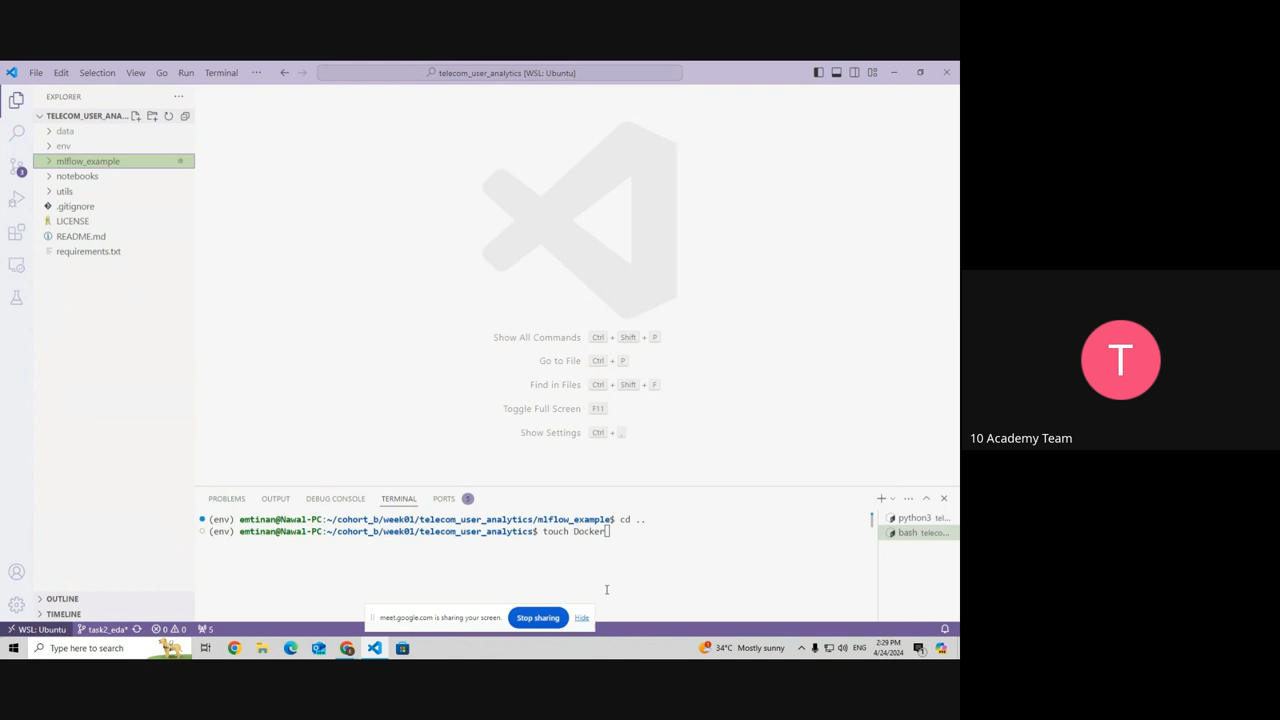 File Edit Selection View Go Run Terminal ··· telecom_user_analytics [WSL: Ubuntu]
EXPLORER ···
TELECOM_USER_ANA...
data
env
mlflow_example
notebooks
utils
.gitignore
LICENSE
README.md
requirements.txt
Show All Commands Ctrl + Shift + P
Go to File Ctrl + P
Find in Files Ctrl + Shift + F
Toggle Full Screen F11
Show Settings Ctrl + ,
PROBLEMS OUTPUT DEBUG CONSOLE TERMINAL PORTS 5
(env) emtinan@Nawal-PC:~/cohort_b/week01/telecom_user_analytics/mlflow_example$ cd ..
(env) emtinan@Nawal-PC:~/cohort_b/week01/telecom_user_analytics$ touch Docker
python3 tel...
bash teleco...
OUTLINE
TIMELINE
meet.google.com is sharing your screen. Stop sharing Hide
WSL: Ubuntu task2_eda* 0 0 5
Type here to search
34°C Mostly sunny ENG 2:29 PM
4/24/2024
T
10 Academy Team